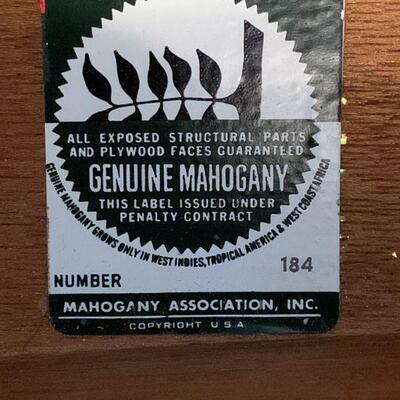 ALL EXPOSED STRUCTURAL PARTS
AND PLYWOOD FACES GUARANTEED
GENUINE MAHOGANY
THIS LABEL ISSUED UNDER
PENALTY CONTRACT
GENUINE MAHOGANY GROWS ONLY IN WEST INDIES, TROPICAL AMERICA & WEST COAST AFRICA
184
NUMBER
MAHOGANY ASSOCIATION, INC.
COPYRIGHT U S A